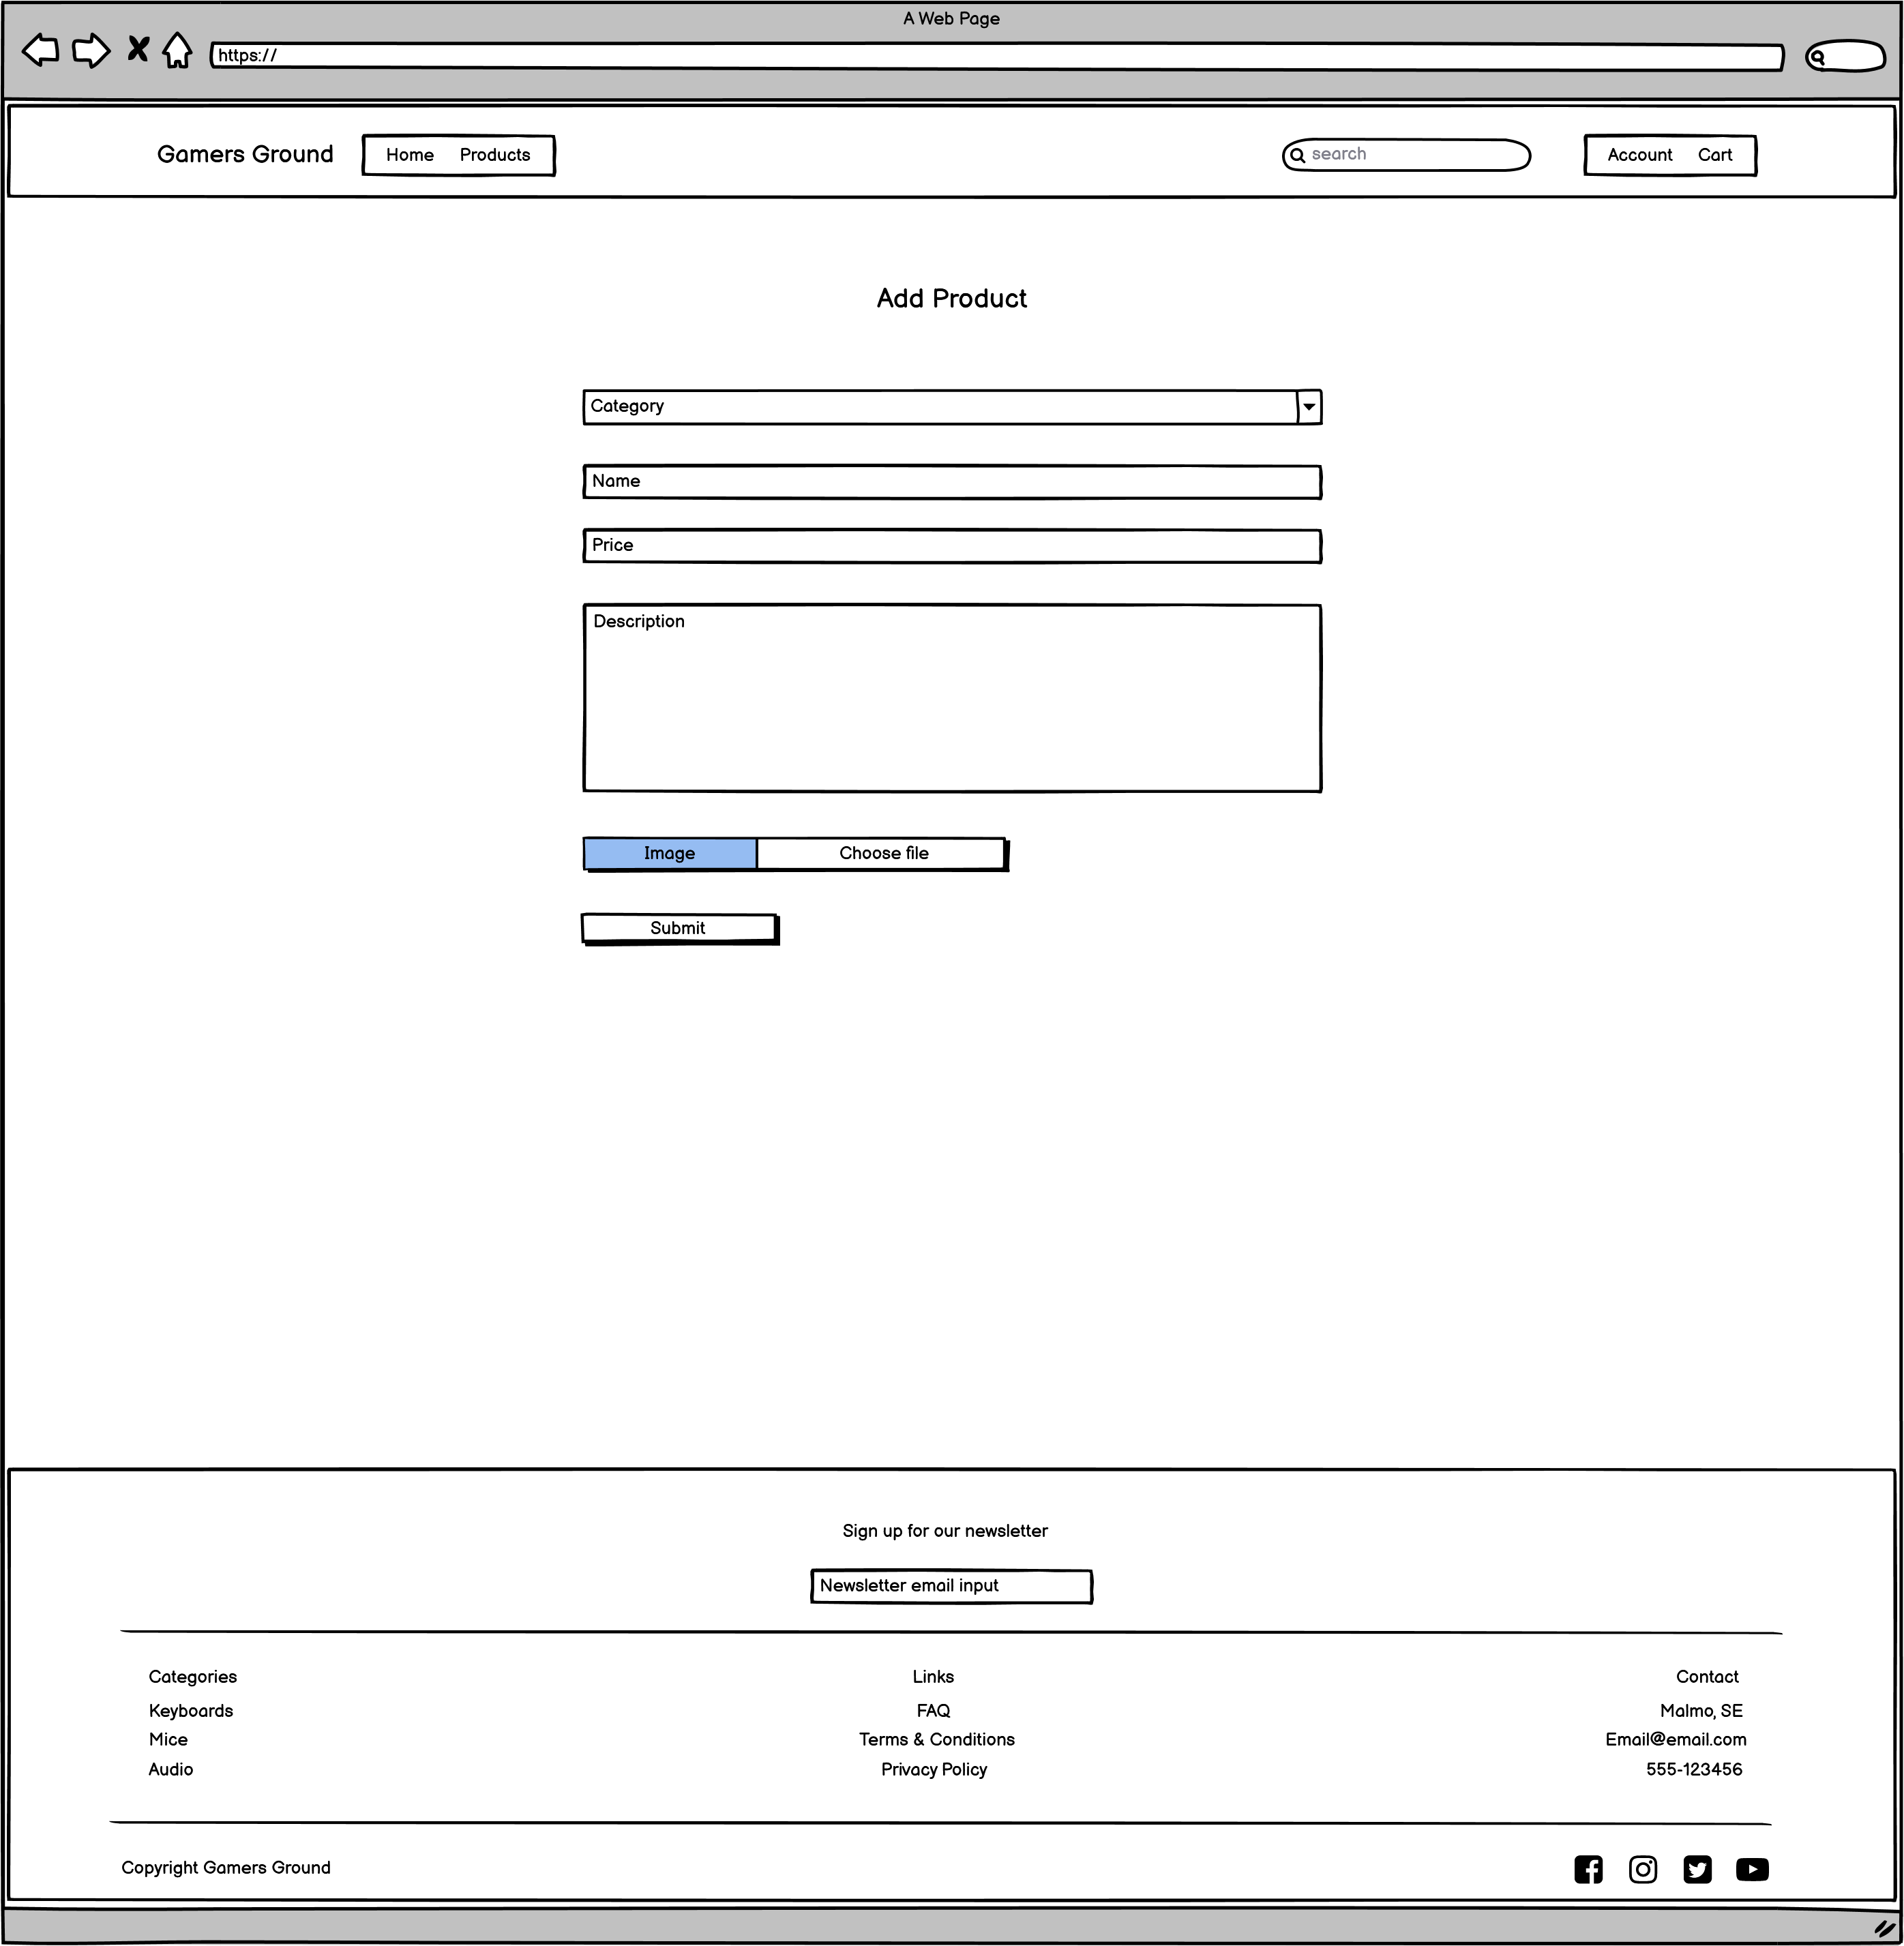 A Web Page
https://
Gamers Ground Home Products search Account Cart
Add Product
Category
Name
Price
Description
Image Choose file
Submit
Sign up for our newsletter
Newsletter email input
Categories Links Contact
Keyboards FAQ Malmo, SE
Mice Terms & Conditions Email@email.com
Audio Privacy Policy 555-123456
Copyright Gamers Ground